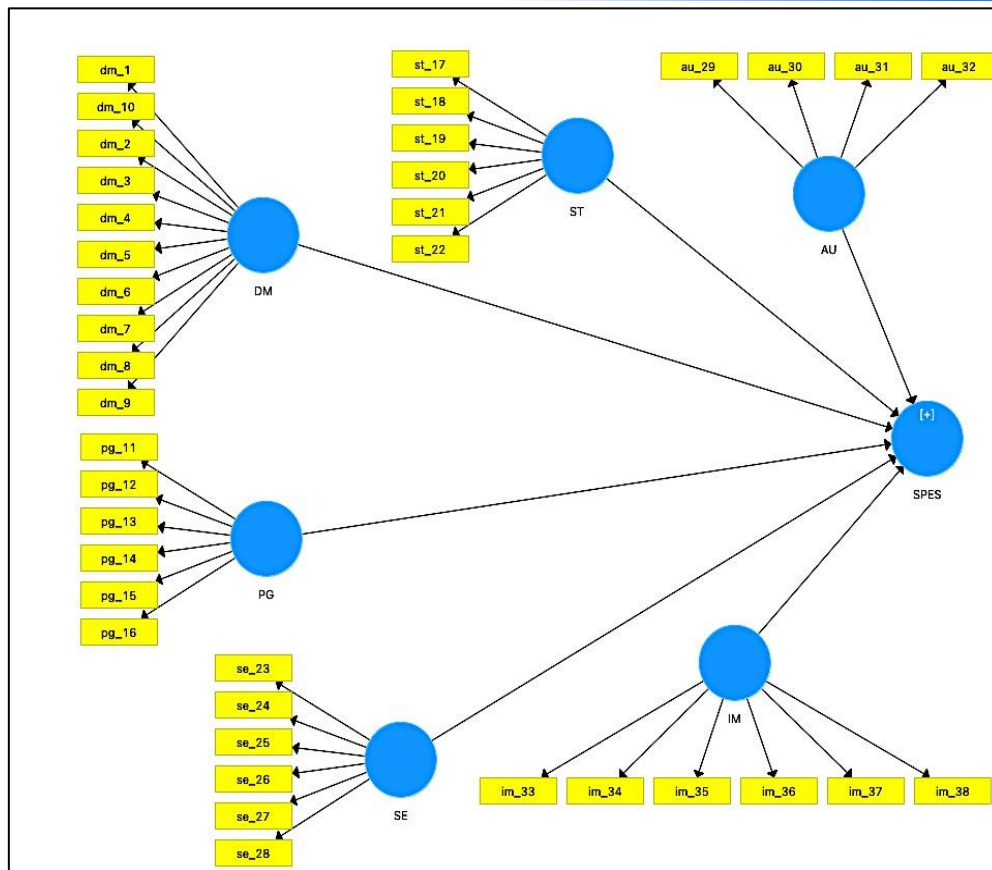 dm_1
dm_10
dm_2
dm_3
dm_4
dm_5
dm_6
dm_7
dm_8
dm_9
DM
st_17
st_18
st_19
st_20
st_21
st_22
ST
au_29
au_30
au_31
au_32
AU
[+]
SPES
pg_11
pg_12
pg_13
pg_14
pg_15
pg_16
PG
se_23
se_24
se_25
se_26
se_27
se_28
SE
IM
im_33
im_34
im_35
im_36
im_37
im_38